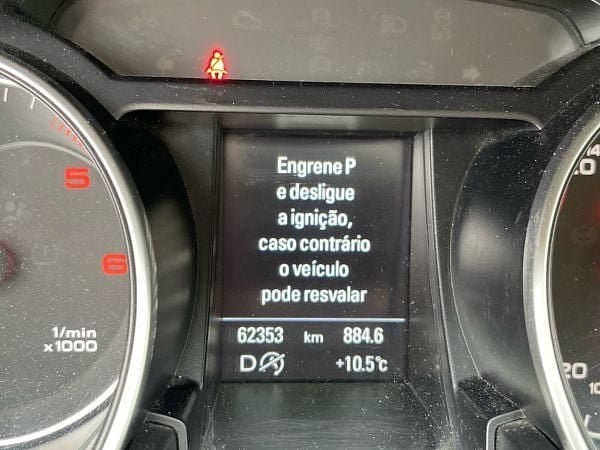 Engrene P
e desligue
a ignição,
caso contrário
o veículo
pode resvalar
62353 km 884.6
D +10.5°c
5
6
1/min
x1000
20